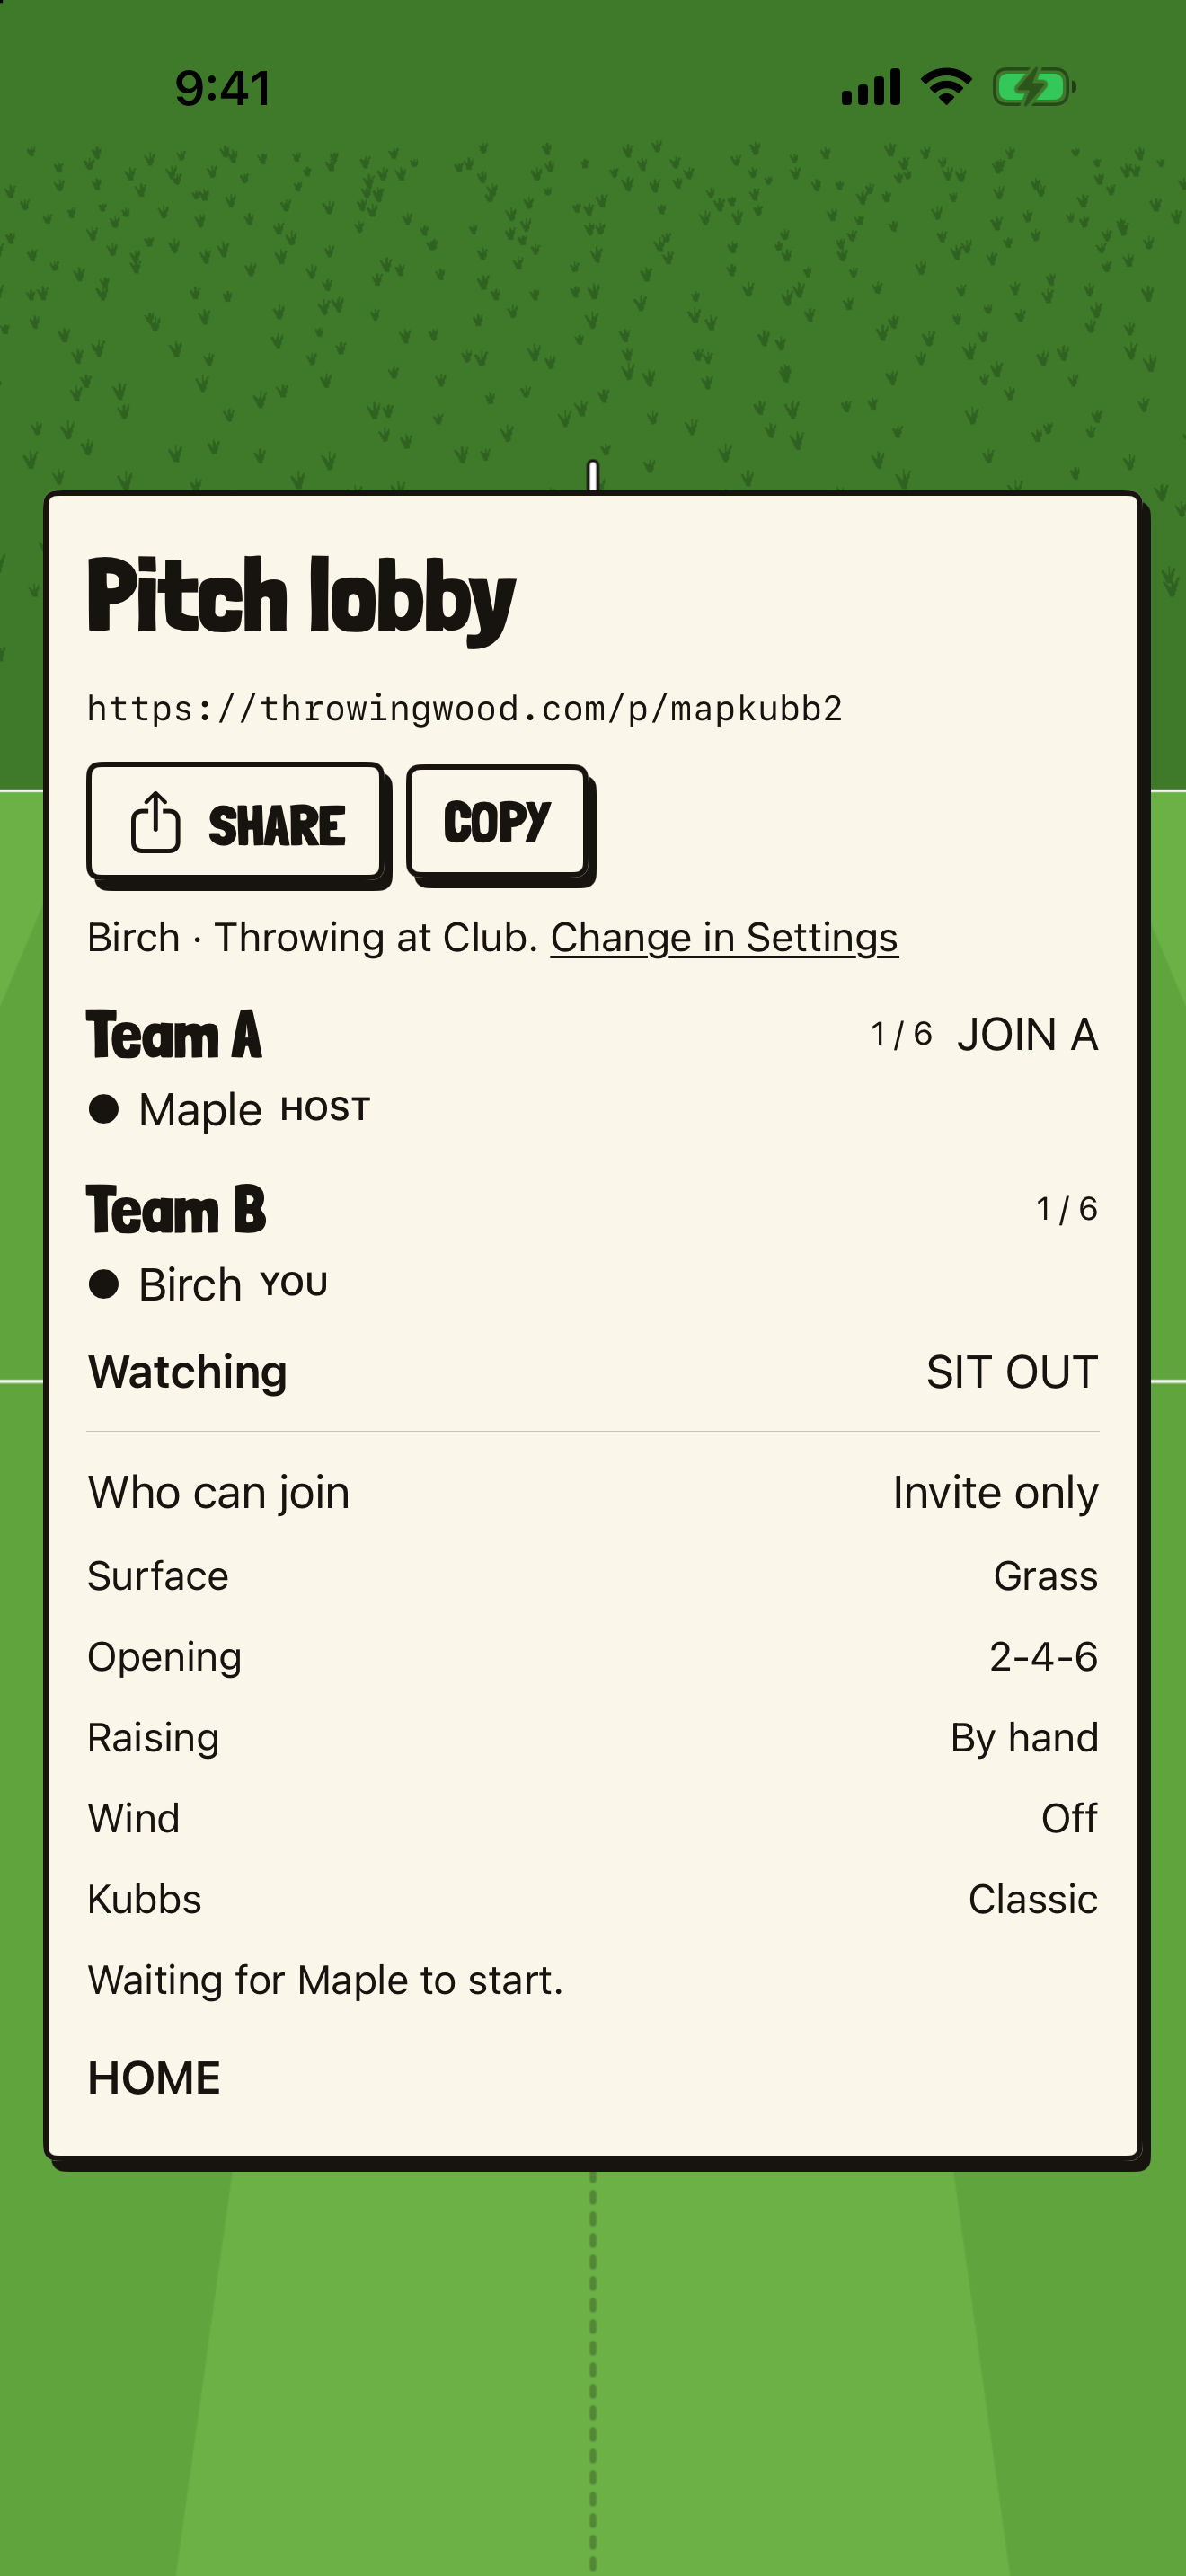 9:41
Pitch lobby
https://throwingwood.com/p/mapkubb2
SHARE COPY
Birch · Throwing at Club. Change in Settings
Team A 1 / 6 JOIN A
Maple HOST
Team B 1 / 6
Birch YOU
Watching SIT OUT
Who can join Invite only
Surface Grass
Opening 2-4-6
Raising By hand
Wind Off
Kubbs Classic
Waiting for Maple to start.
HOME